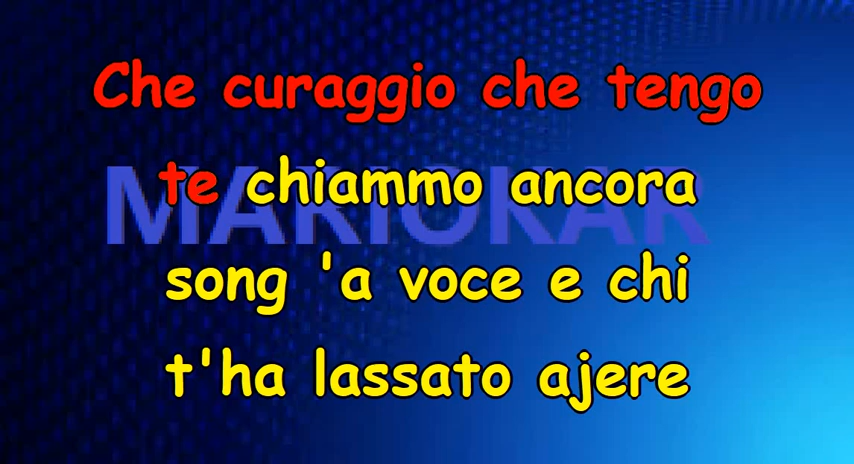 Che curaggio che tengo
te chiammo ancora
MARIOKAR
song 'a voce e chi
t'ha lassato ajere